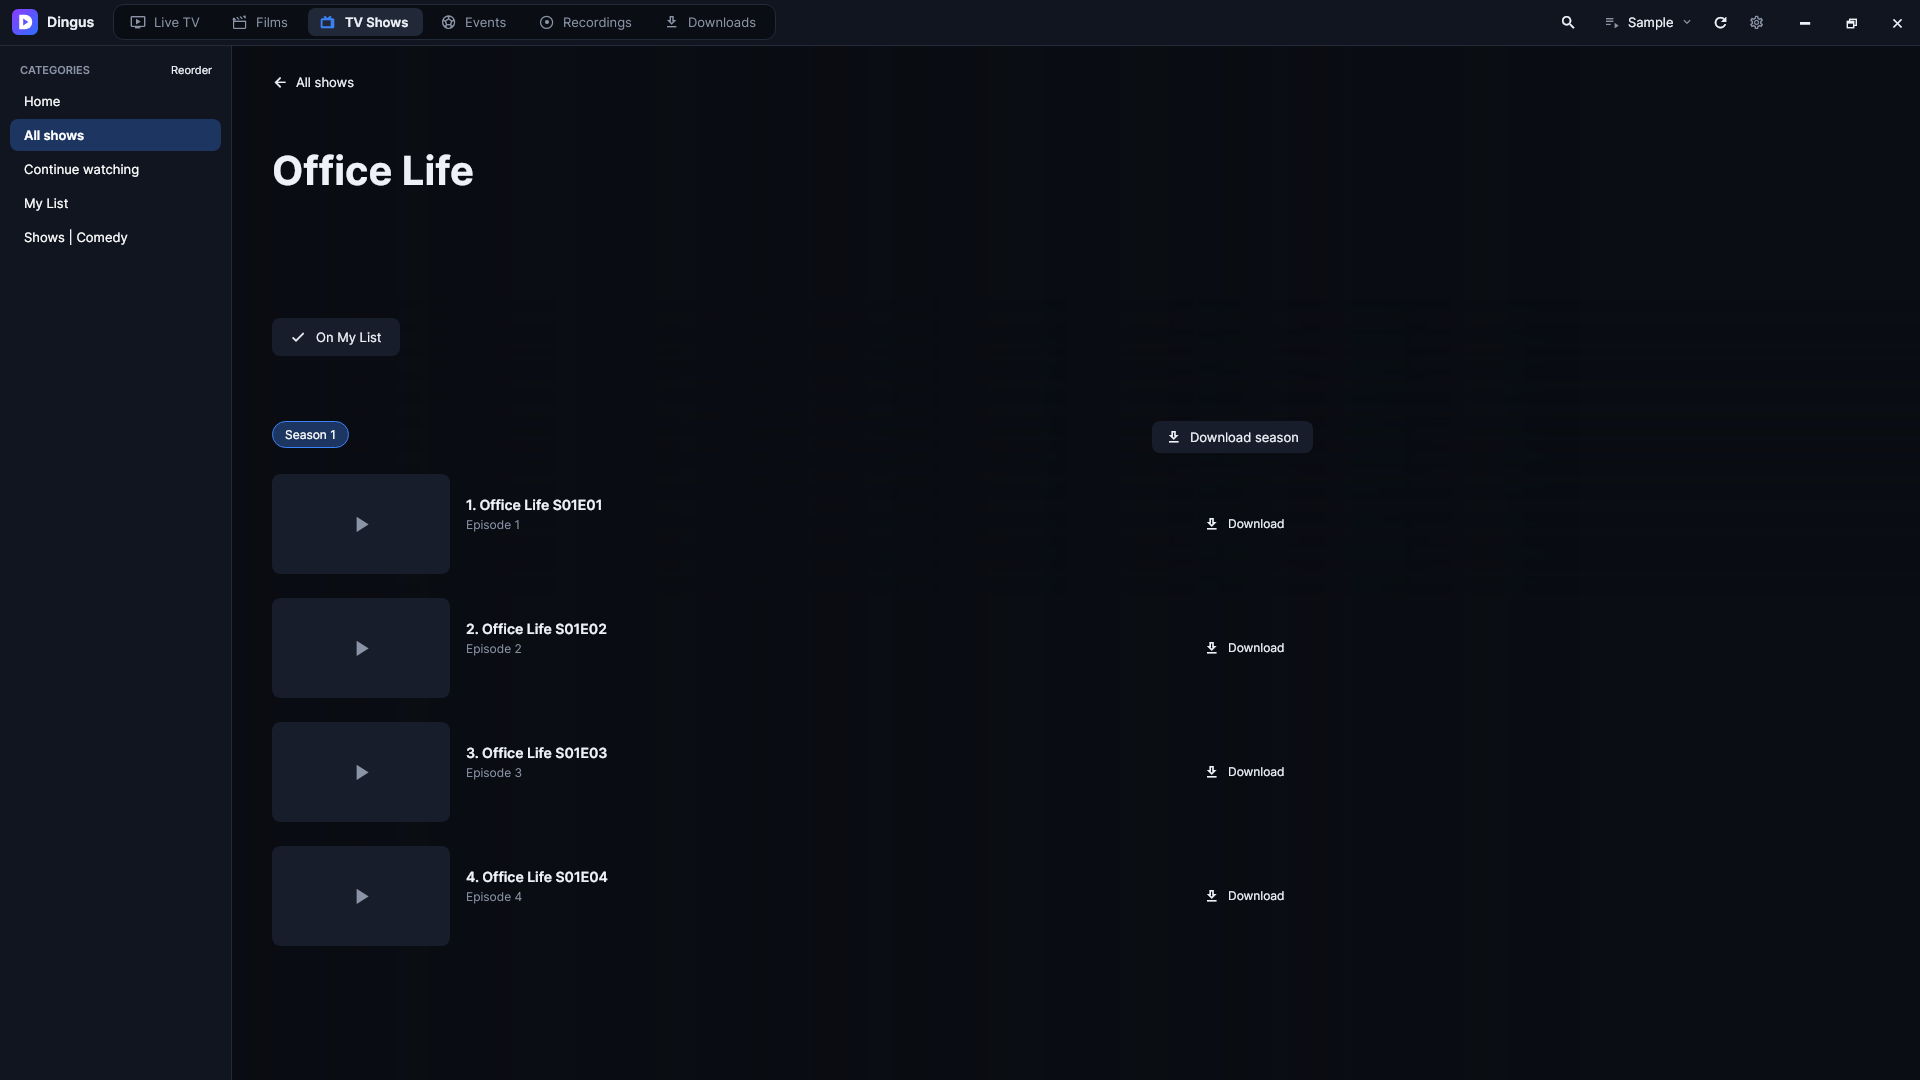 Dingus
Live TV
Films
TV Shows
Events
Recordings
Downloads
Sample
CATEGORIES
Reorder
Home
All shows
Continue watching
My List
Shows | Comedy
All shows
Office Life
On My List
Season 1
Download season
1. Office Life S01E01
Episode 1
Download
2. Office Life S01E02
Episode 2
Download
3. Office Life S01E03
Episode 3
Download
4. Office Life S01E04
Episode 4
Download